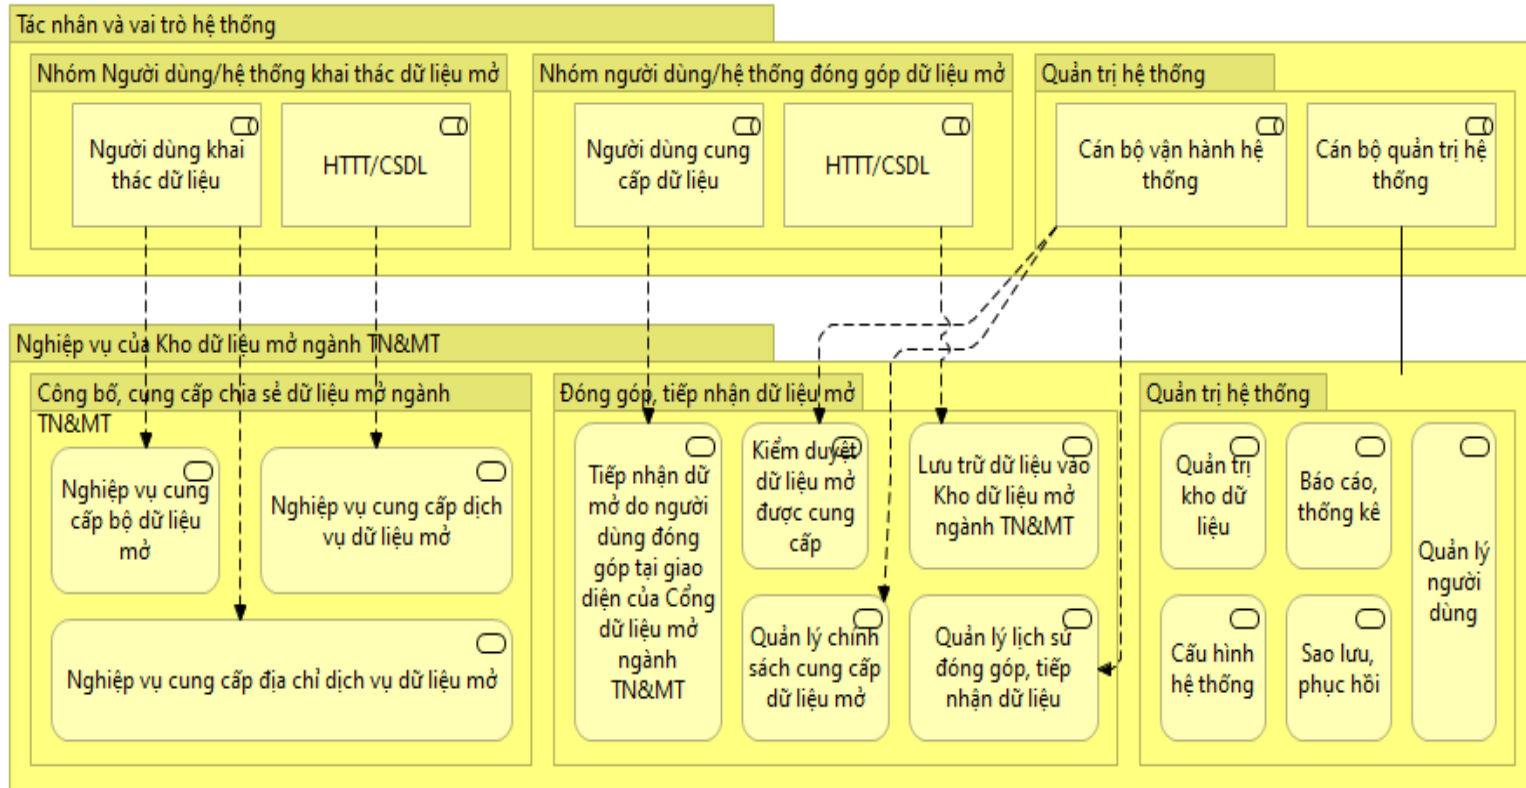 Tác nhân và vai trò hệ thống
Nhóm Người dùng/hệ thống khai thác dữ liệu mở
Nhóm người dùng/hệ thống đóng góp dữ liệu mở
Quản trị hệ thống
Người dùng khai
thác dữ liệu
HTTT/CSDL
Người dùng cung
cấp dữ liệu
HTTT/CSDL
Cán bộ vận hành hệ
thống
Cán bộ quản trị hệ
thống
Nghiệp vụ của Kho dữ liệu mở ngành TN&MT
Công bố, cung cấp chia sẻ dữ liệu mở ngành
TN&MT
Nghiệp vụ cung
cấp bộ dữ liệu
mở
Nghiệp vụ cung cấp dịch
vụ dữ liệu mở
Nghiệp vụ cung cấp địa chỉ dịch vụ dữ liệu mở
Đóng góp, tiếp nhận dữ liệu mở
Tiếp nhận dữ
mở do người
dùng đóng
góp tại giao
diện của Cổng
dữ liệu mở
ngành
TN&MT
Kiểm duyệt
dữ liệu mở
được cung
cấp
Lưu trữ dữ liệu vào
Kho dữ liệu mở
ngành TN&MT
Quản lý chính
sách cung cấp
dữ liệu mở
Quản lý lịch sử
đóng góp, tiếp
nhận dữ liệu
Quản trị hệ thống
Quản trị
kho dữ
liệu
Báo cáo,
thống kê
Quản lý
người
dùng
Cấu hình
hệ thống
Sao lưu,
phục hồi